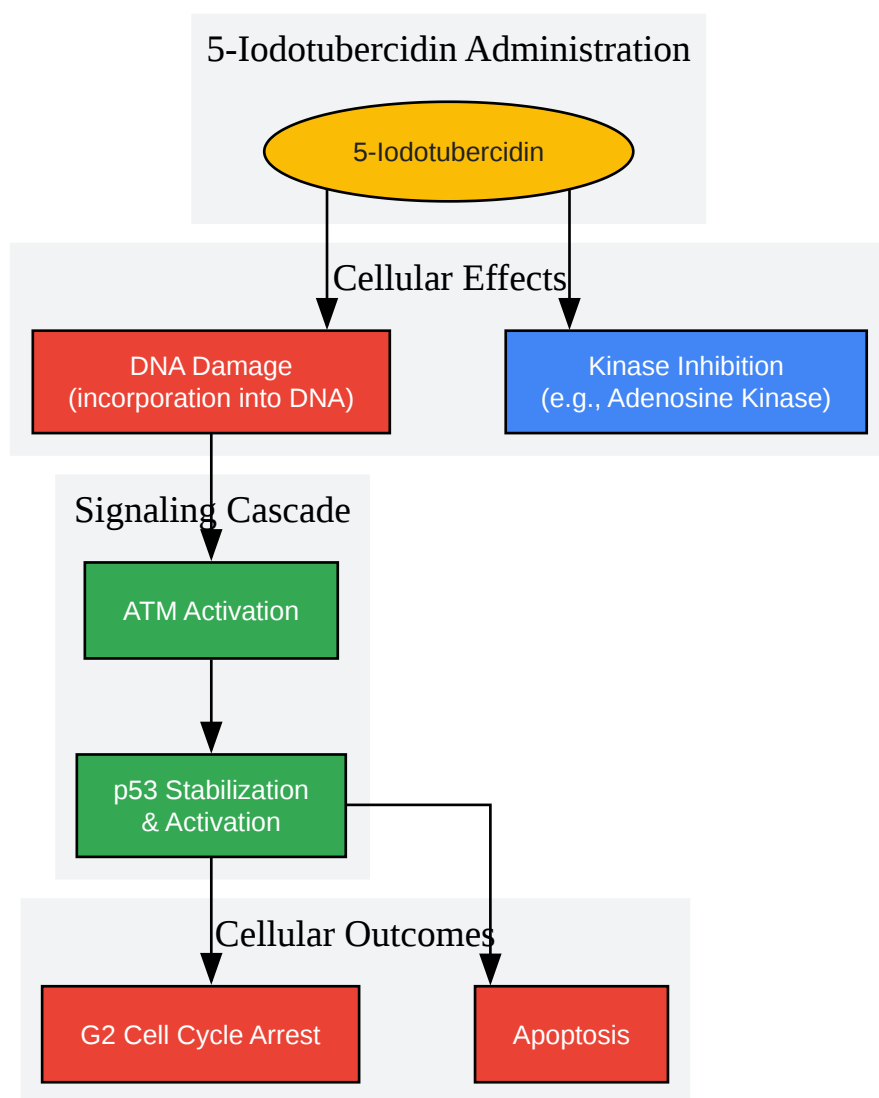 5-Iodotubercidin Administration
5-Iodotubercidin
Cellular Effects
DNA Damage
(incorporation into DNA)
Kinase Inhibition
(e.g., Adenosine Kinase)
Signaling Cascade
ATM Activation
p53 Stabilization
& Activation
Cellular Outcomes
G2 Cell Cycle Arrest
Apoptosis